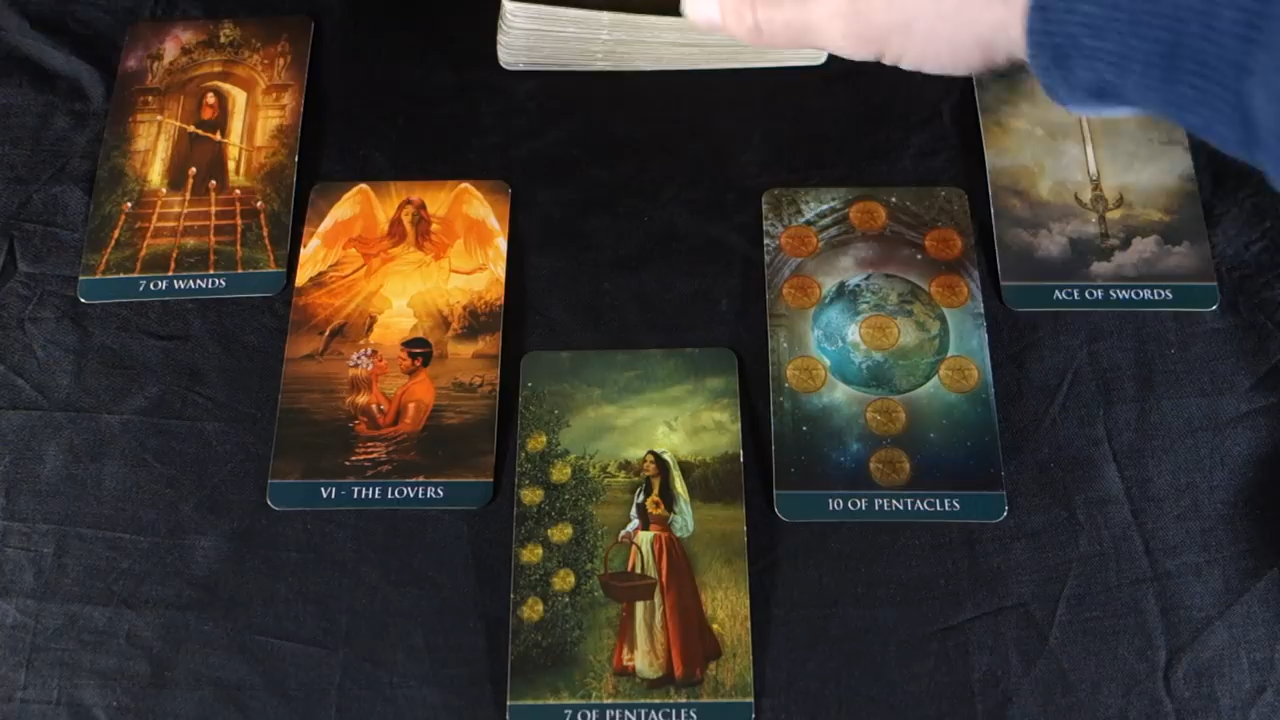 7 OF WANDS
VI - THE LOVERS
7 OF PENTACLES
10 OF PENTACLES
ACE OF SWORDS